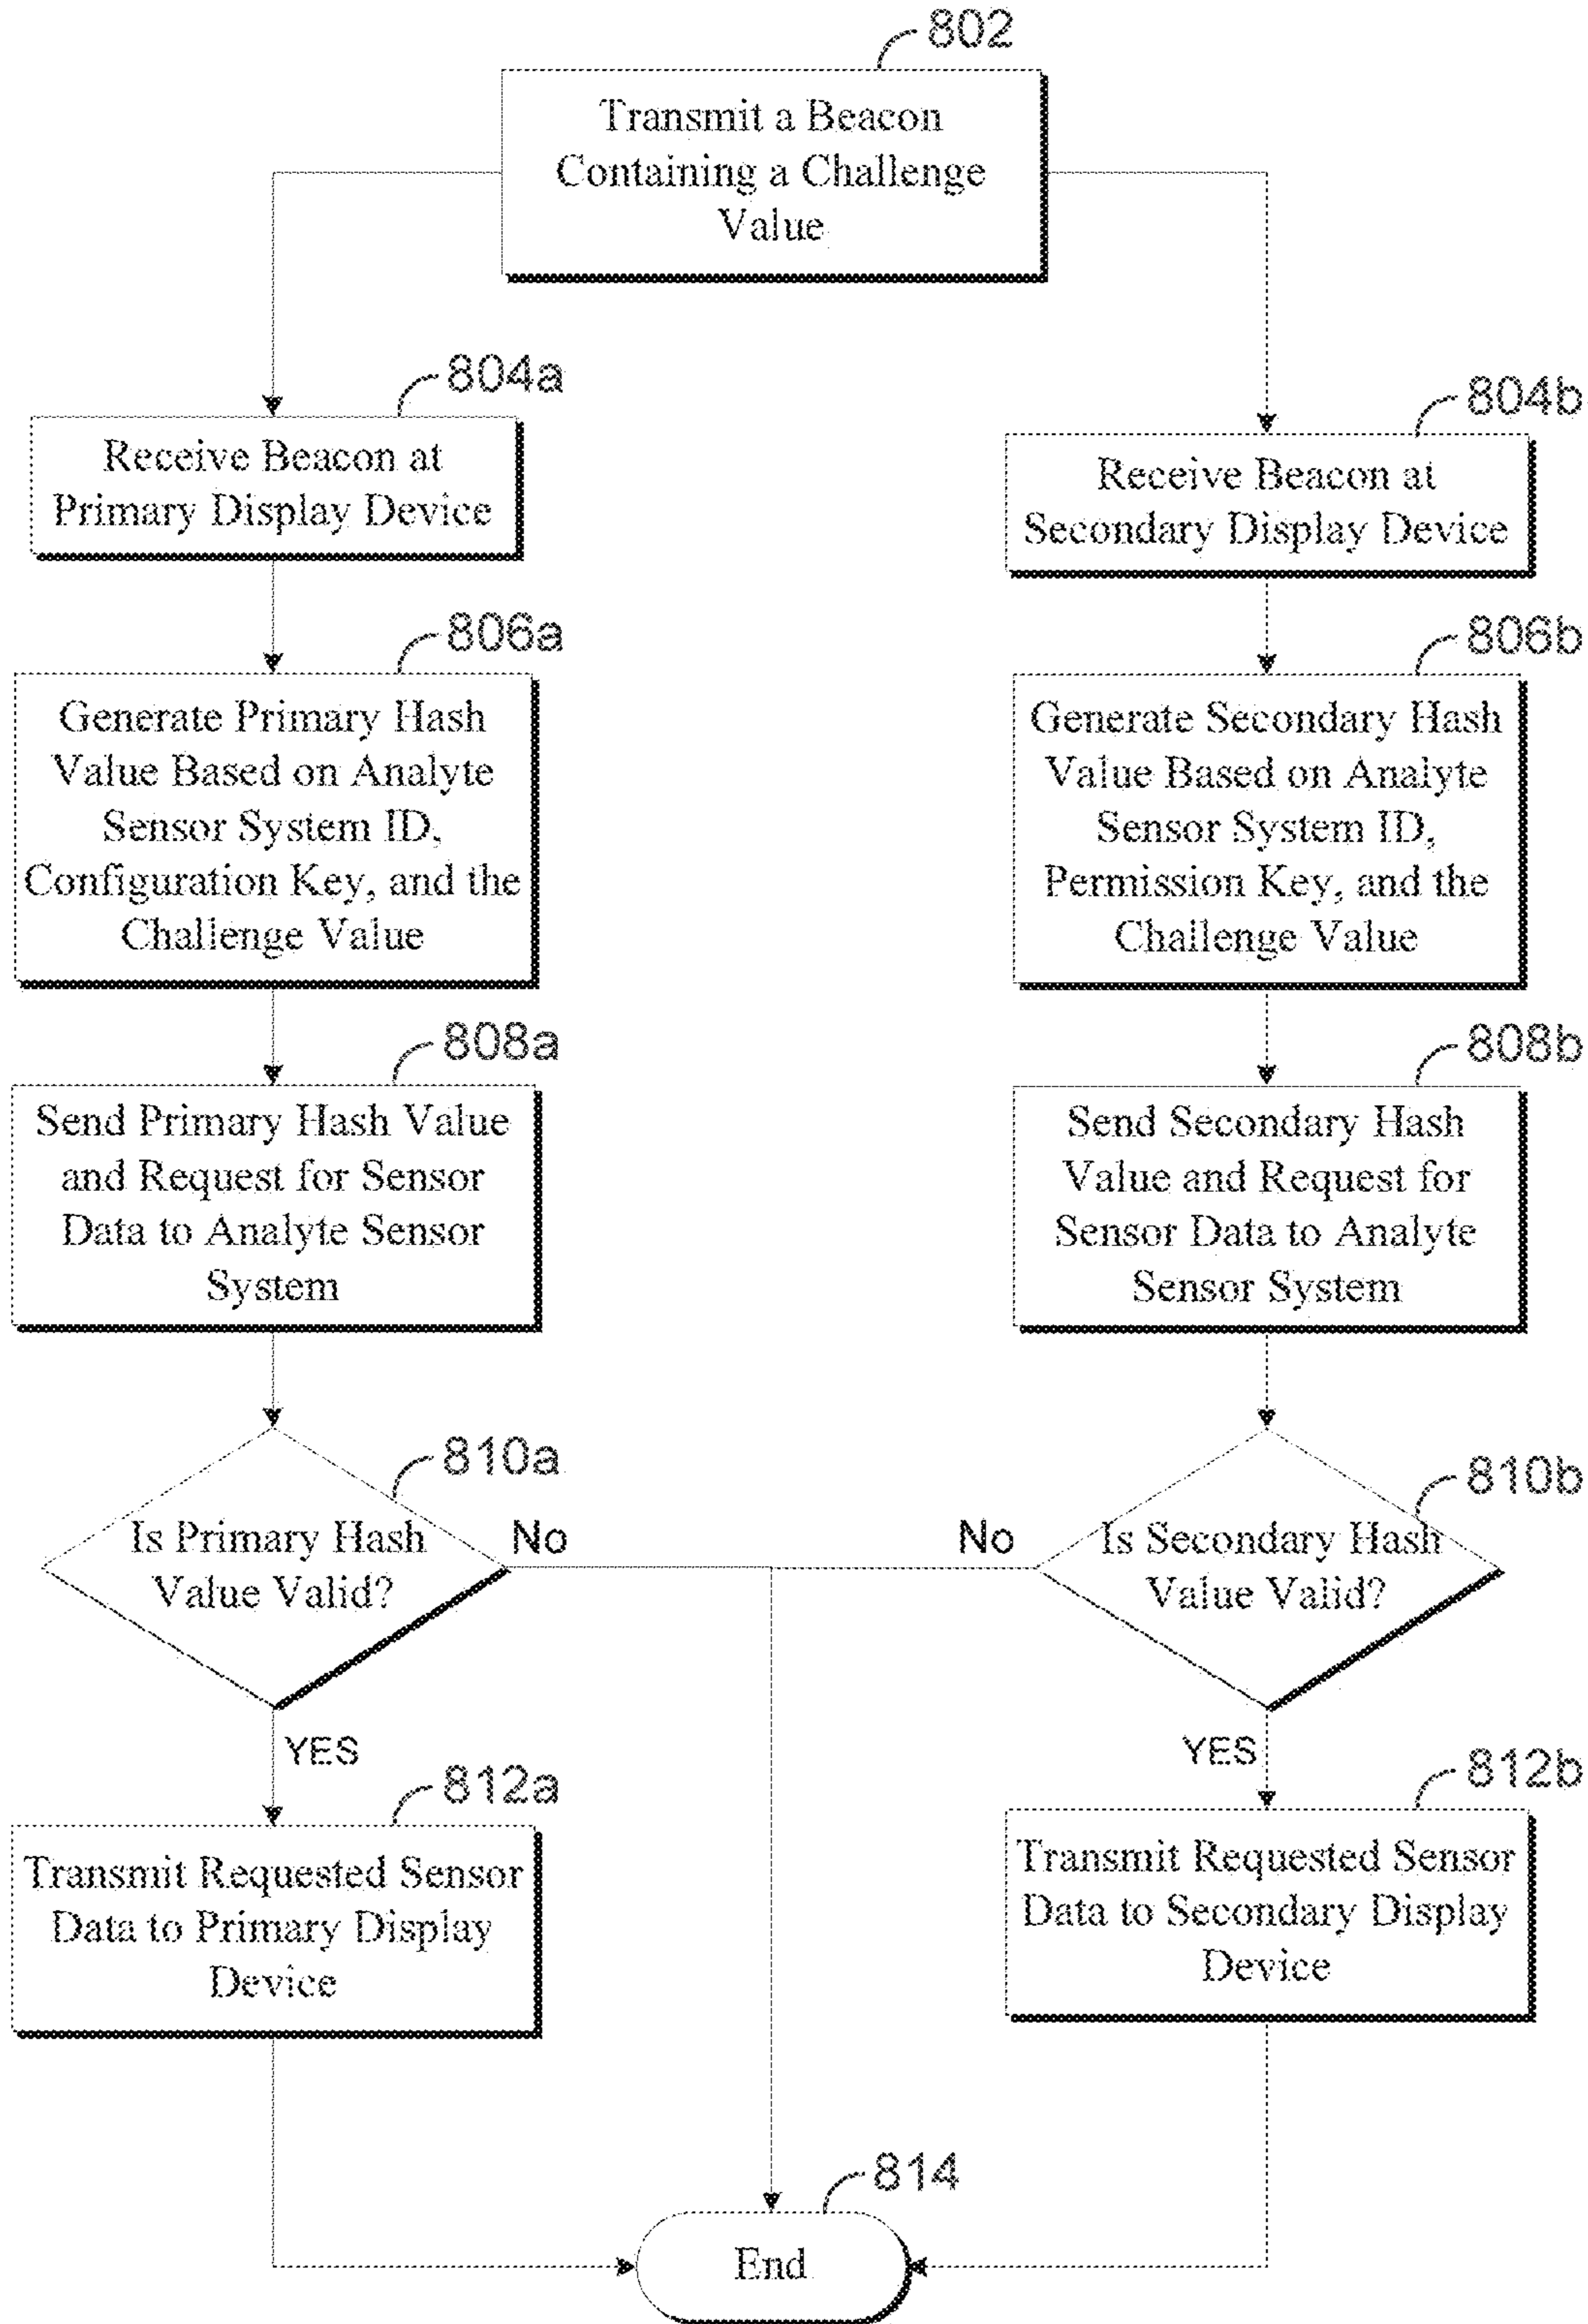 802
Transmit a Beacon
Containing a Challenge
Value
804a
Receive Beacon at
Primary Display Device
804b
Receive Beacon at
Secondary Display Device
806a
Generate Primary Hash
Value Based on Analyte
Sensor System ID,
Configuration Key, and the
Challenge Value
806b
Generate Secondary Hash
Value Based on Analyte
Sensor System ID,
Permission Key, and the
Challenge Value
808a
Send Primary Hash Value
and Request for Sensor
Data to Analyte Sensor
System
808b
Send Secondary Hash
Value and Request for
Sensor Data to Analyte
Sensor System
810a
Is Primary Hash
Value Valid?
No
YES
810b
No
Is Secondary Hash
Value Valid?
YES
812a
Transmit Requested Sensor
Data to Primary Display
Device
812b
Transmit Requested Sensor
Data to Secondary Display
Device
814
End